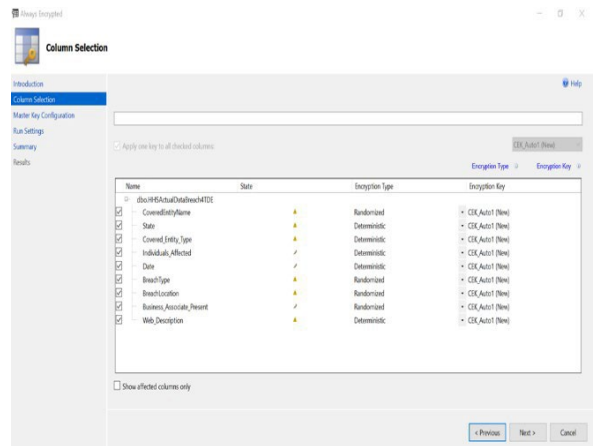 Always Encrypted
Column Selection
Introduction
Help
Column Selection
Master Key Configuration
Run Settings
Summary
Results
Apply one key to all checked columns:
CEK_Auto1 (New)
Encryption Type
Encryption Key
Name State Encryption Type Encryption Key
dbo.HHSActualDataBreach4TDE
CoveredEntityName Randomized CEK_Auto1 (New)
State Deterministic CEK_Auto1 (New)
Covered_Entity_Type Deterministic CEK_Auto1 (New)
Individuals_Affected Randomized CEK_Auto1 (New)
Date Deterministic CEK_Auto1 (New)
BreachType Randomized CEK_Auto1 (New)
BreachLocation Randomized CEK_Auto1 (New)
Business_Associate_Present Randomized CEK_Auto1 (New)
Web_Description Deterministic CEK_Auto1 (New)
Show affected columns only
< Previous Next > Cancel